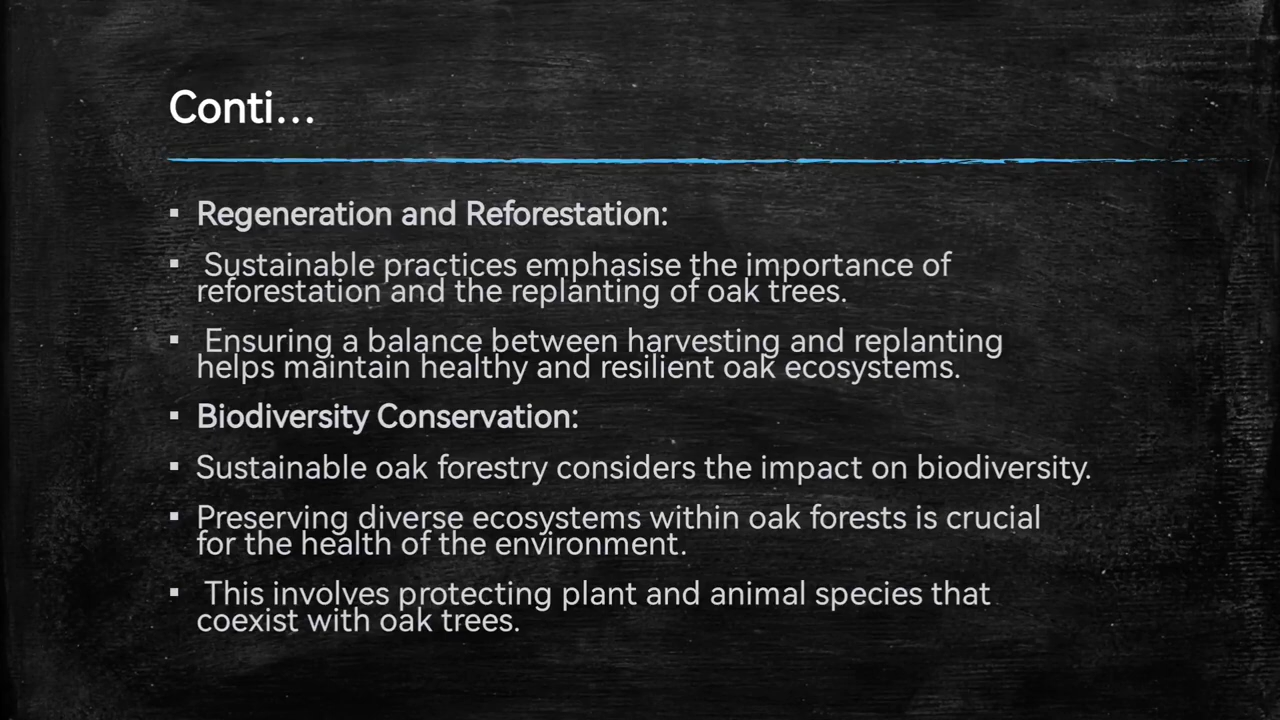 Conti...
▪ Regeneration and Reforestation:
▪ Sustainable practices emphasise the importance of
reforestation and the replanting of oak trees.
▪ Ensuring a balance between harvesting and replanting
helps maintain healthy and resilient oak ecosystems.
▪ Biodiversity Conservation:
▪ Sustainable oak forestry considers the impact on biodiversity.
▪ Preserving diverse ecosystems within oak forests is crucial
for the health of the environment.
▪ This involves protecting plant and animal species that
coexist with oak trees.